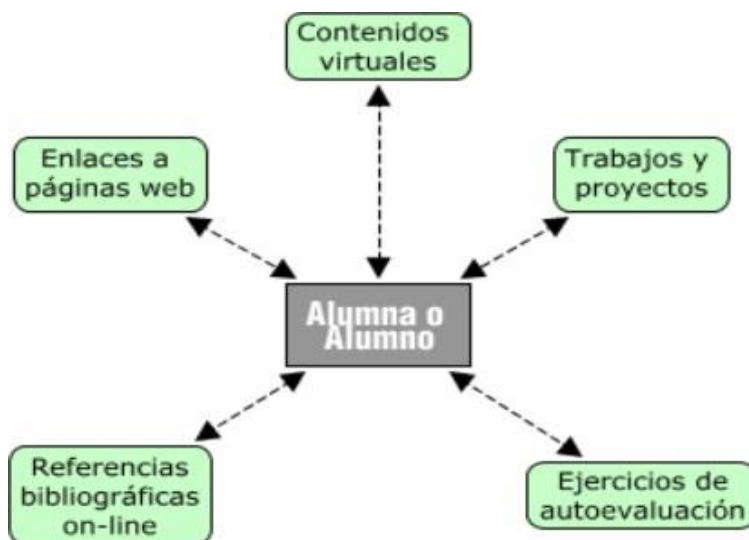 Contenidos
virtuales
Enlaces a
páginas web
Trabajos y
proyectos
Alumna o
Alumno
Referencias
bibliográficas
on-line
Ejercicios de
autoevaluación